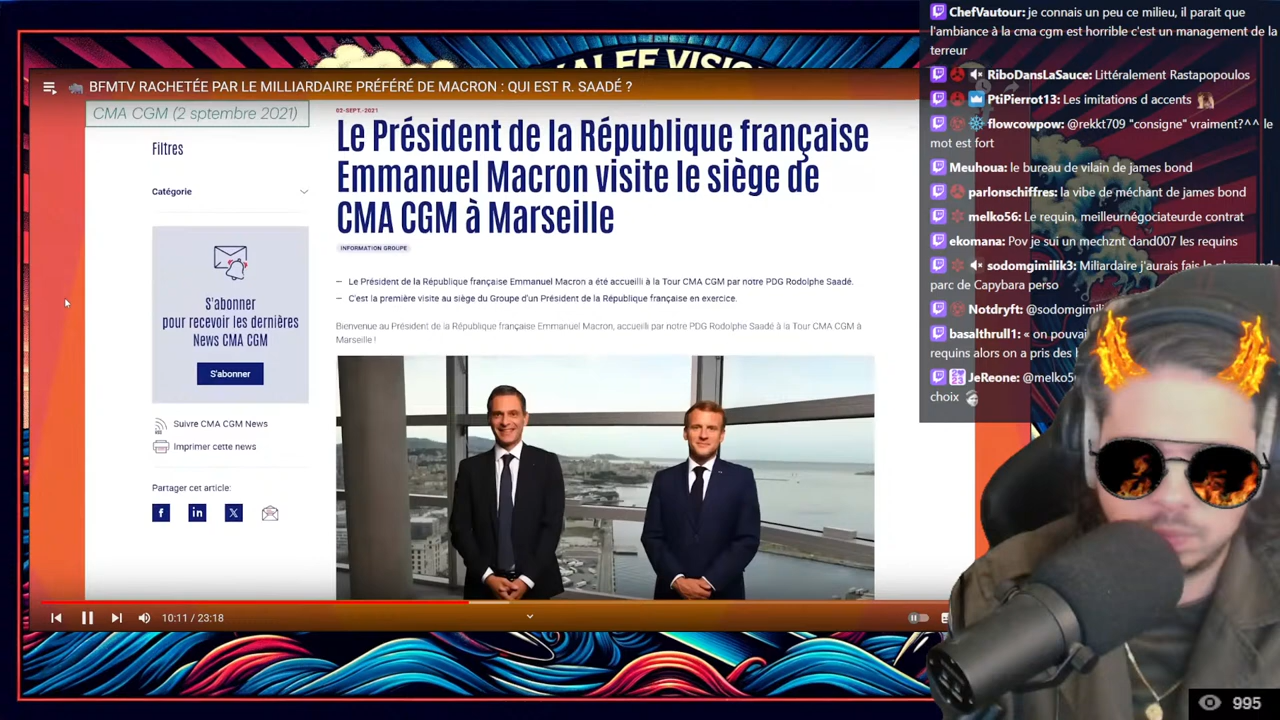 KALEE VISION
BFMTV RACHETÉE PAR LE MILLIARDAIRE PRÉFÉRÉ DE MACRON : QUI EST R. SAADÉ ?
CMA CGM (2 sptembre 2021)
Filtres
Catégorie
S'abonner
pour recevoir les dernières
News CMA CGM
S'abonner
Suivre CMA CGM News
Imprimer cette news
Partager cet article:
02-SEPT.-2021
Le Président de la République française
Emmanuel Macron visite le siège de
CMA CGM à Marseille
INFORMATION GROUPE
– Le Président de la République française Emmanuel Macron a été accueilli à la Tour CMA CGM par notre PDG Rodolphe Saadé.
– C'est la première visite au siège du Groupe d'un Président de la République française en exercice.
Bienvenue au Président de la République française Emmanuel Macron, accueilli par notre PDG Rodolphe Saadé à la Tour CMA CGM à
Marseille !
10:11 / 23:18
ChefVautour: je connais un peu ce milieu, il parait que
l'ambiance à la cma cgm est horrible c'est un management de la
terreur
RiboDansLaSauce: Littéralement Rastapopoulos
PtiPierrot13: Les imitations d accents
flowcowpow: @rekkt709 "consigne" vraiment?^^ le
mot est fort
Meuhoua: le bureau de vilain de james bond
parlonschiffres: la vibe de méchant de james bond
melko56: Le requin, meilleurnégociateurde contrat
ekomana: Pov je sui un mechznt dand007 les requins
sodomgimilik3: Miliardaire j'aurais fais le
parc de Capybara perso
Notdryft: @sodomgimili
basalthrull1: « on pouvai
requins alors on a pris des
JeReone: @melko5
choix
995